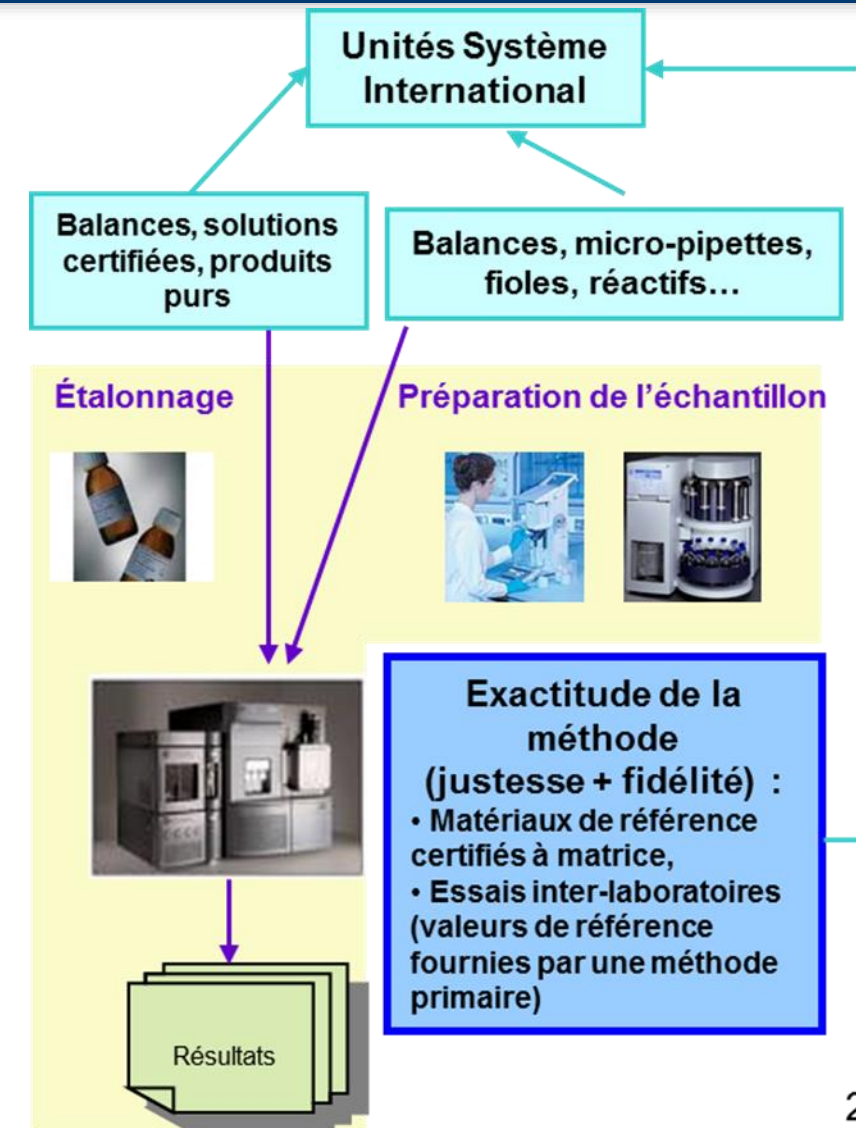 Unités Système
International
Balances, solutions
certifiées, produits
purs
Balances, micro-pipettes,
fioles, réactifs…
Étalonnage
Préparation de l’échantillon
Exactitude de la
méthode
(justesse + fidélité) :
• Matériaux de référence
certifiés à matrice,
• Essais inter-laboratoires
(valeurs de référence
fournies par une méthode
primaire)
Résultats
2